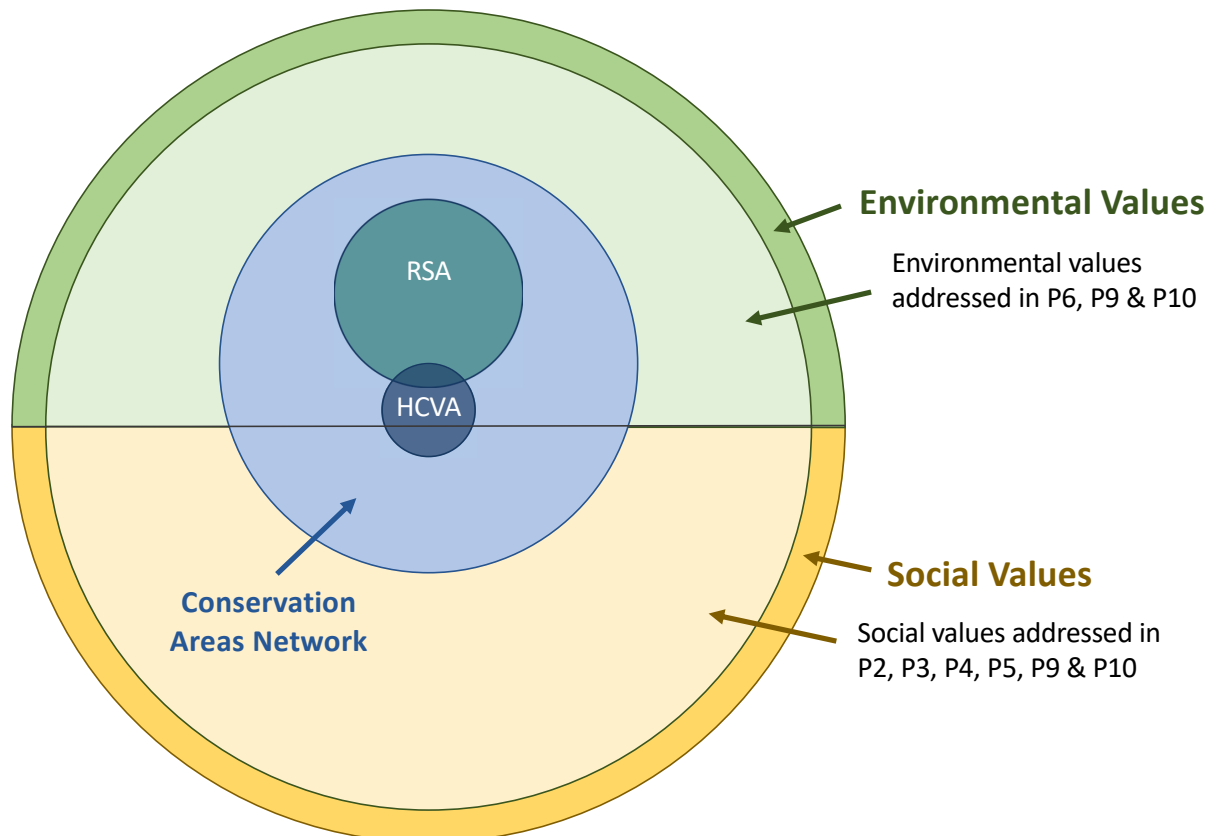 RSA
HCVA
Environmental Values
Environmental values
addressed in P6, P9 & P10
Conservation
Areas Network
Social Values
Social values addressed in
P2, P3, P4, P5, P9 & P10